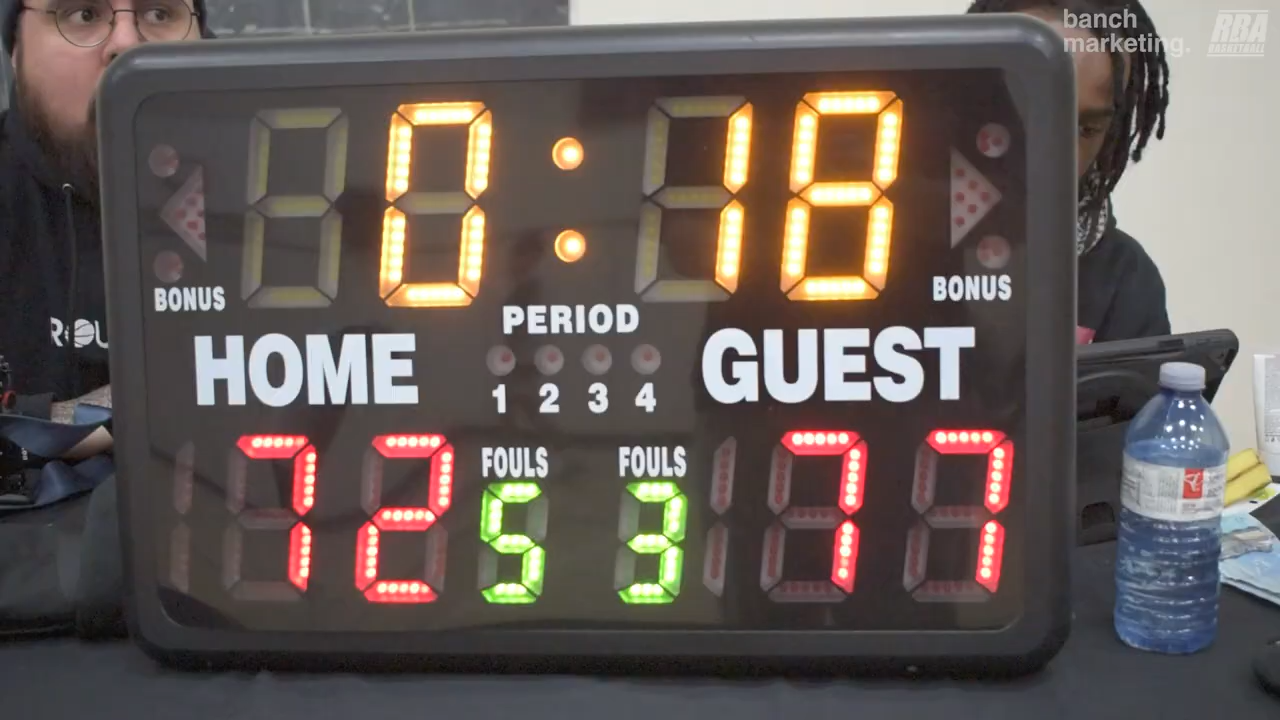 banch
marketing.
RBA
BASKETBALL
0:18
BONUS
BONUS
PERIOD
HOME
GUEST
1 2 3 4
72
FOULS
5
FOULS
3
77